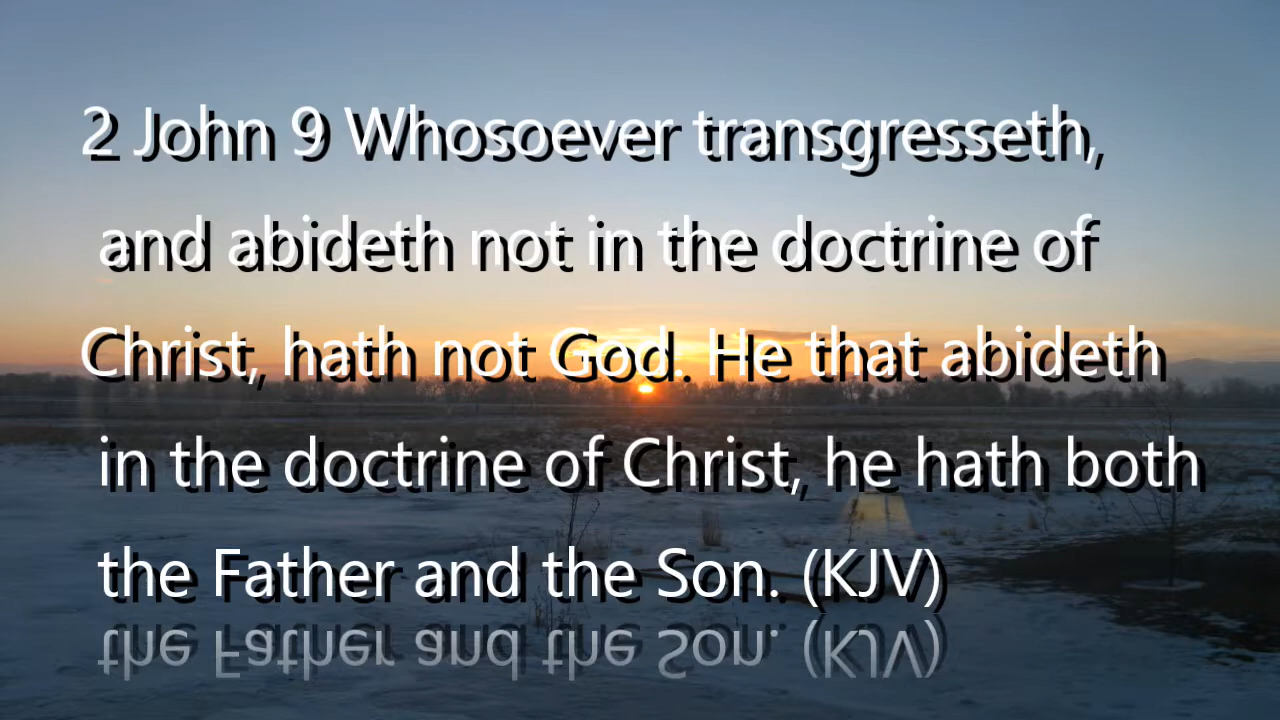 2 John 9 Whosoever transgresseth,
and abideth not in the doctrine of
Christ, hath not God. He that abideth
in the doctrine of Christ, he hath both
the Father and the Son. (KJV)